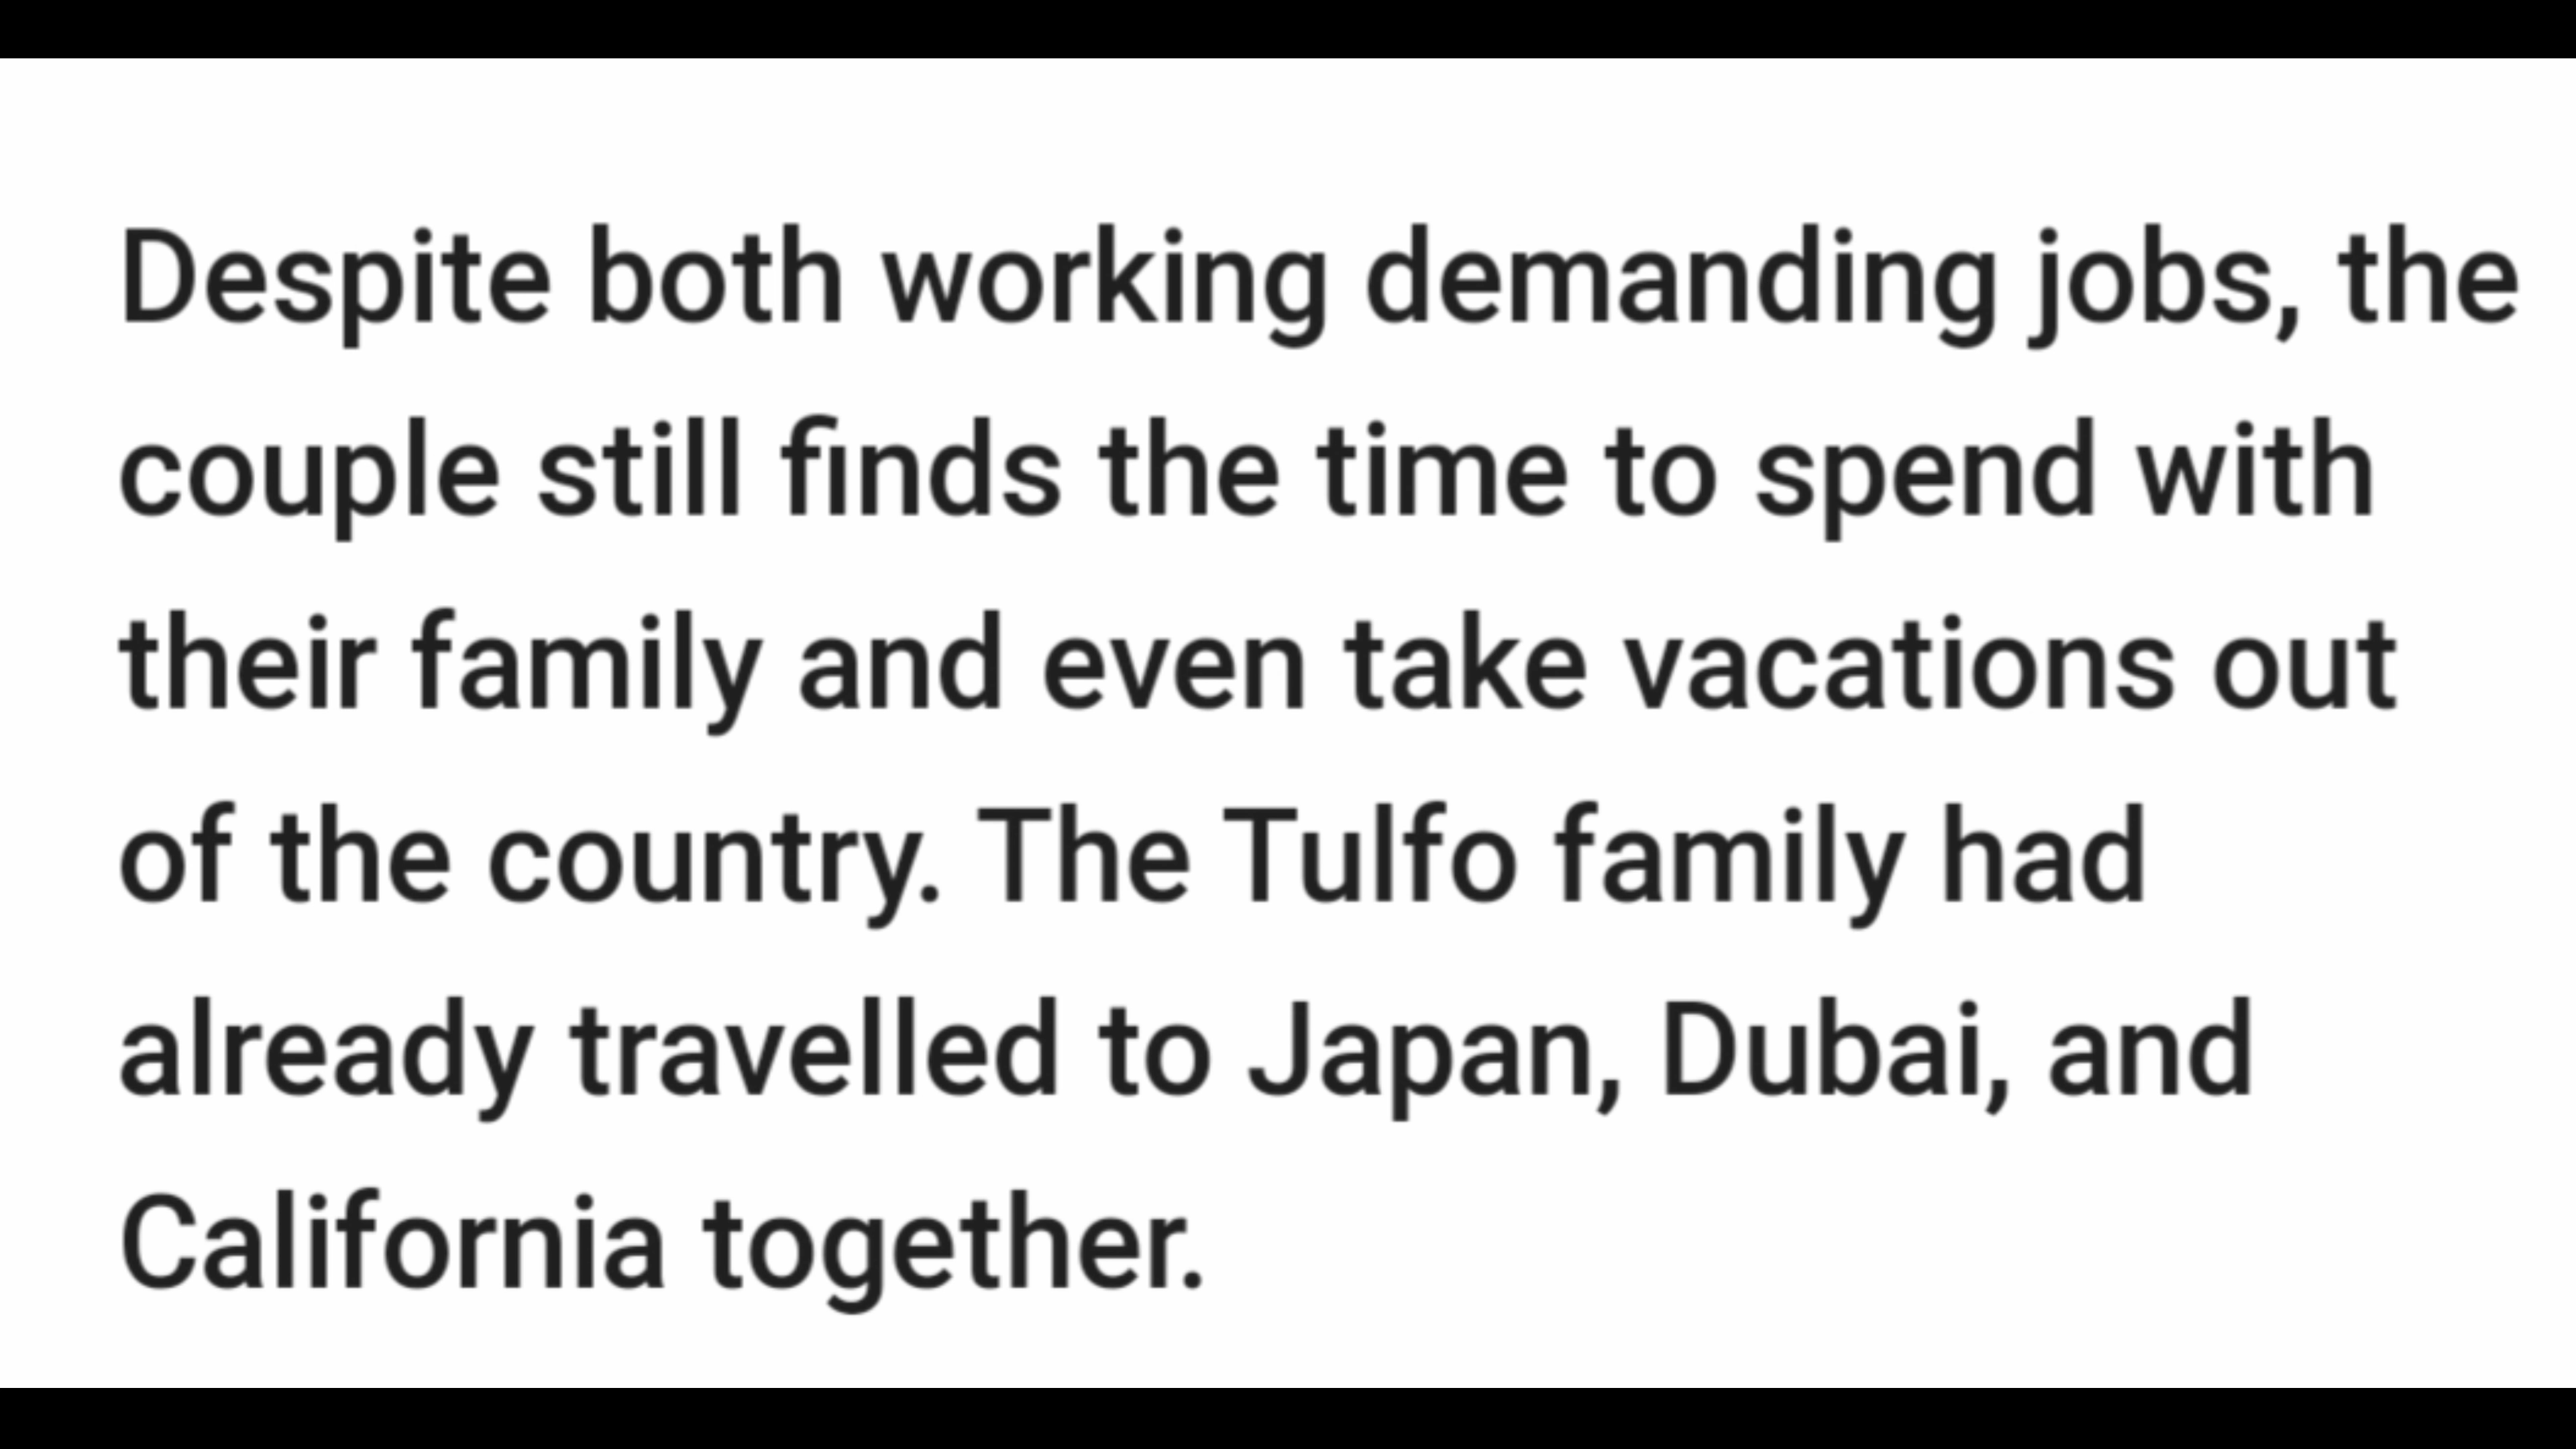 Despite both working demanding jobs, the
couple still finds the time to spend with
their family and even take vacations out
of the country. The Tulfo family had
already travelled to Japan, Dubai, and
California together.